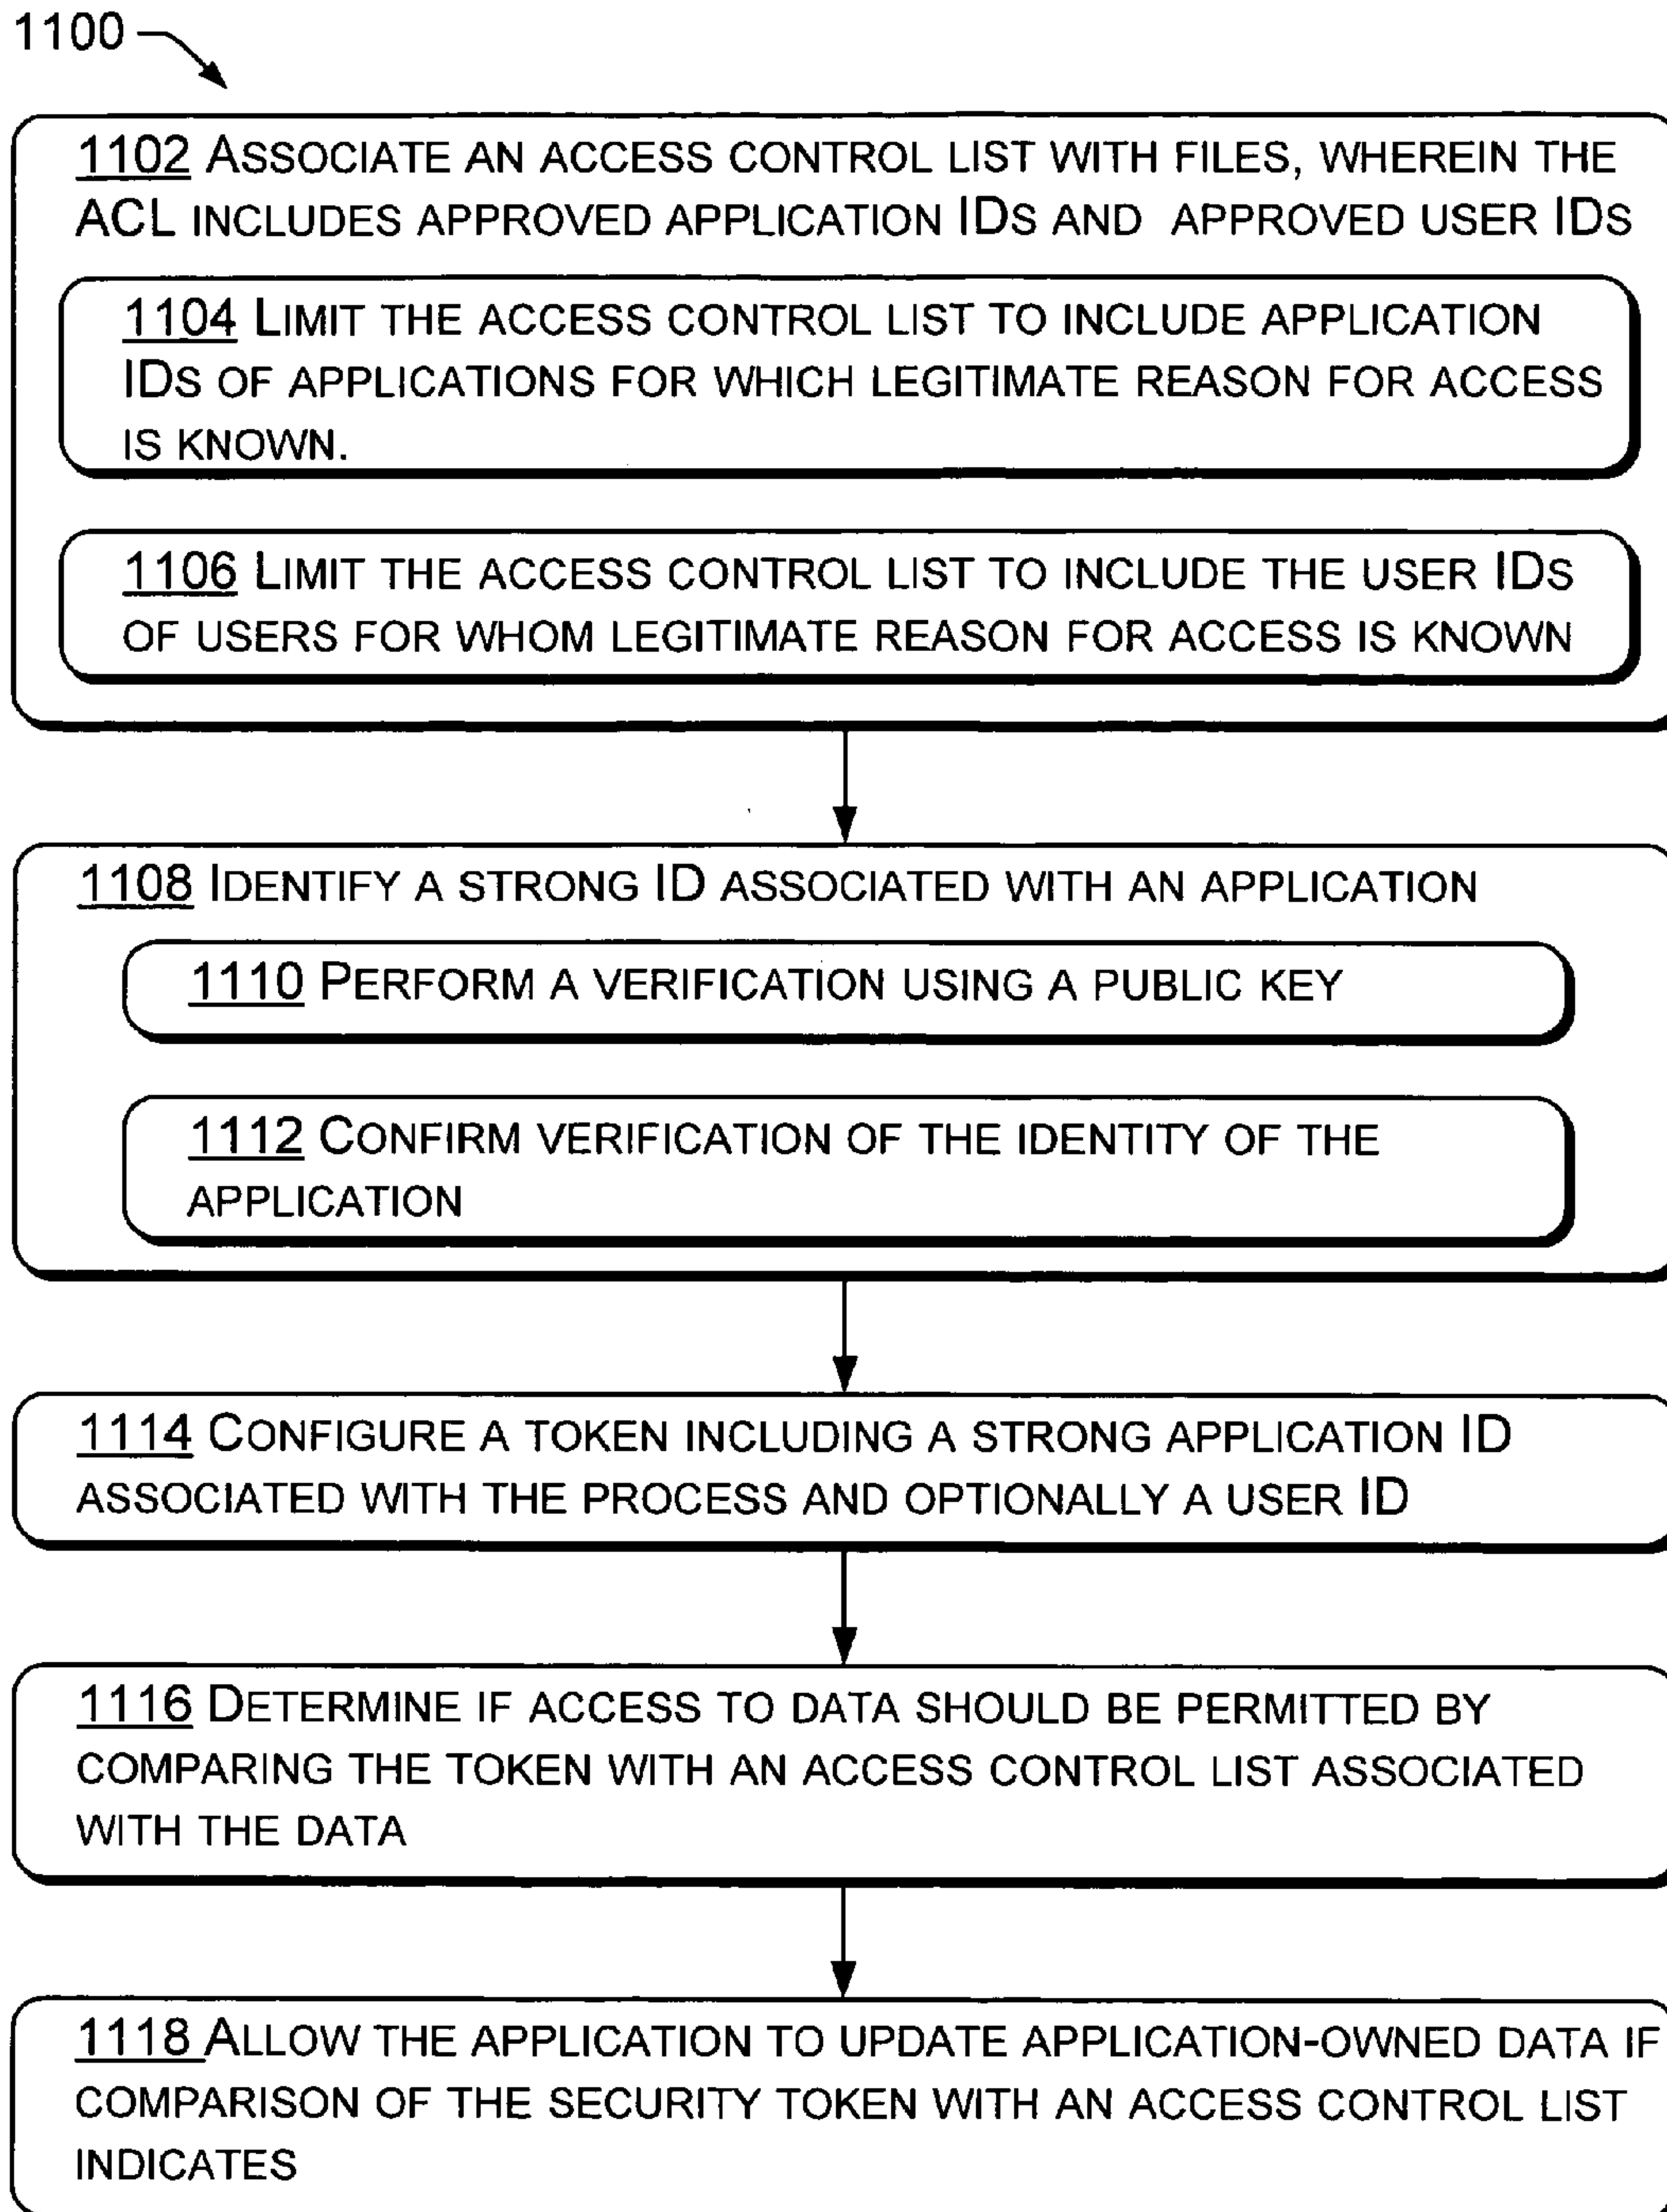 1100
1102 ASSOCIATE AN ACCESS CONTROL LIST WITH FILES, WHEREIN THE
ACL INCLUDES APPROVED APPLICATION IDS AND APPROVED USER IDS
1104 LIMIT THE ACCESS CONTROL LIST TO INCLUDE APPLICATION
IDS OF APPLICATIONS FOR WHICH LEGITIMATE REASON FOR ACCESS
IS KNOWN.
1106 LIMIT THE ACCESS CONTROL LIST TO INCLUDE THE USER IDS
OF USERS FOR WHOM LEGITIMATE REASON FOR ACCESS IS KNOWN
1108 IDENTIFY A STRONG ID ASSOCIATED WITH AN APPLICATION
1110 PERFORM A VERIFICATION USING A PUBLIC KEY
1112 CONFIRM VERIFICATION OF THE IDENTITY OF THE
APPLICATION
1114 CONFIGURE A TOKEN INCLUDING A STRONG APPLICATION ID
ASSOCIATED WITH THE PROCESS AND OPTIONALLY A USER ID
1116 DETERMINE IF ACCESS TO DATA SHOULD BE PERMITTED BY
COMPARING THE TOKEN WITH AN ACCESS CONTROL LIST ASSOCIATED
WITH THE DATA
1118 ALLOW THE APPLICATION TO UPDATE APPLICATION-OWNED DATA IF
COMPARISON OF THE SECURITY TOKEN WITH AN ACCESS CONTROL LIST
INDICATES